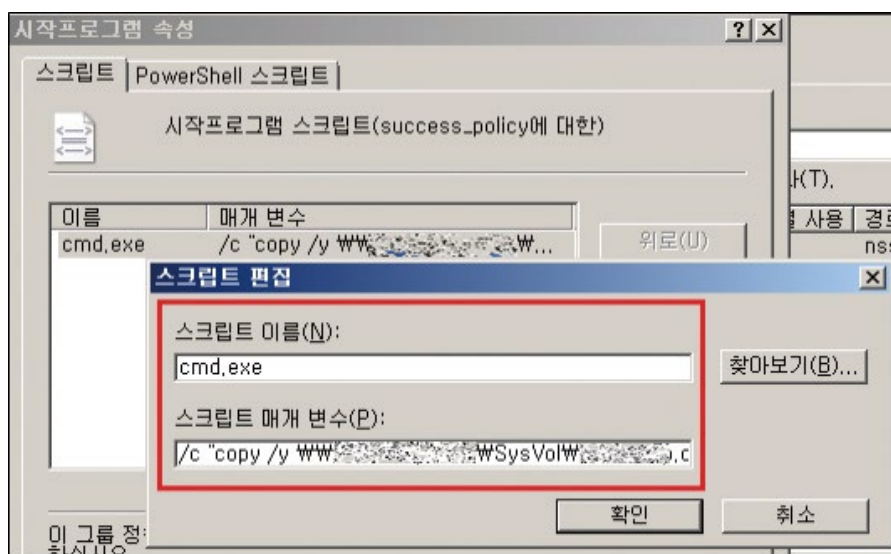 시작프로그램 속성
스크립트 PowerShell 스크립트
시작프로그램 스크립트(success_policy에 대한)
이름 매개 변수
cmd.exe /c "copy /y ₩₩ ₩...
위로(U)
사(T).
사용
스크립트 편집
스크립트 이름(N):
cmd.exe
찾아보기(B)...
스크립트 매개 변수(P):
/c "copy /y ₩₩ ₩SysVol₩ .c
확인 취소
이 그룹